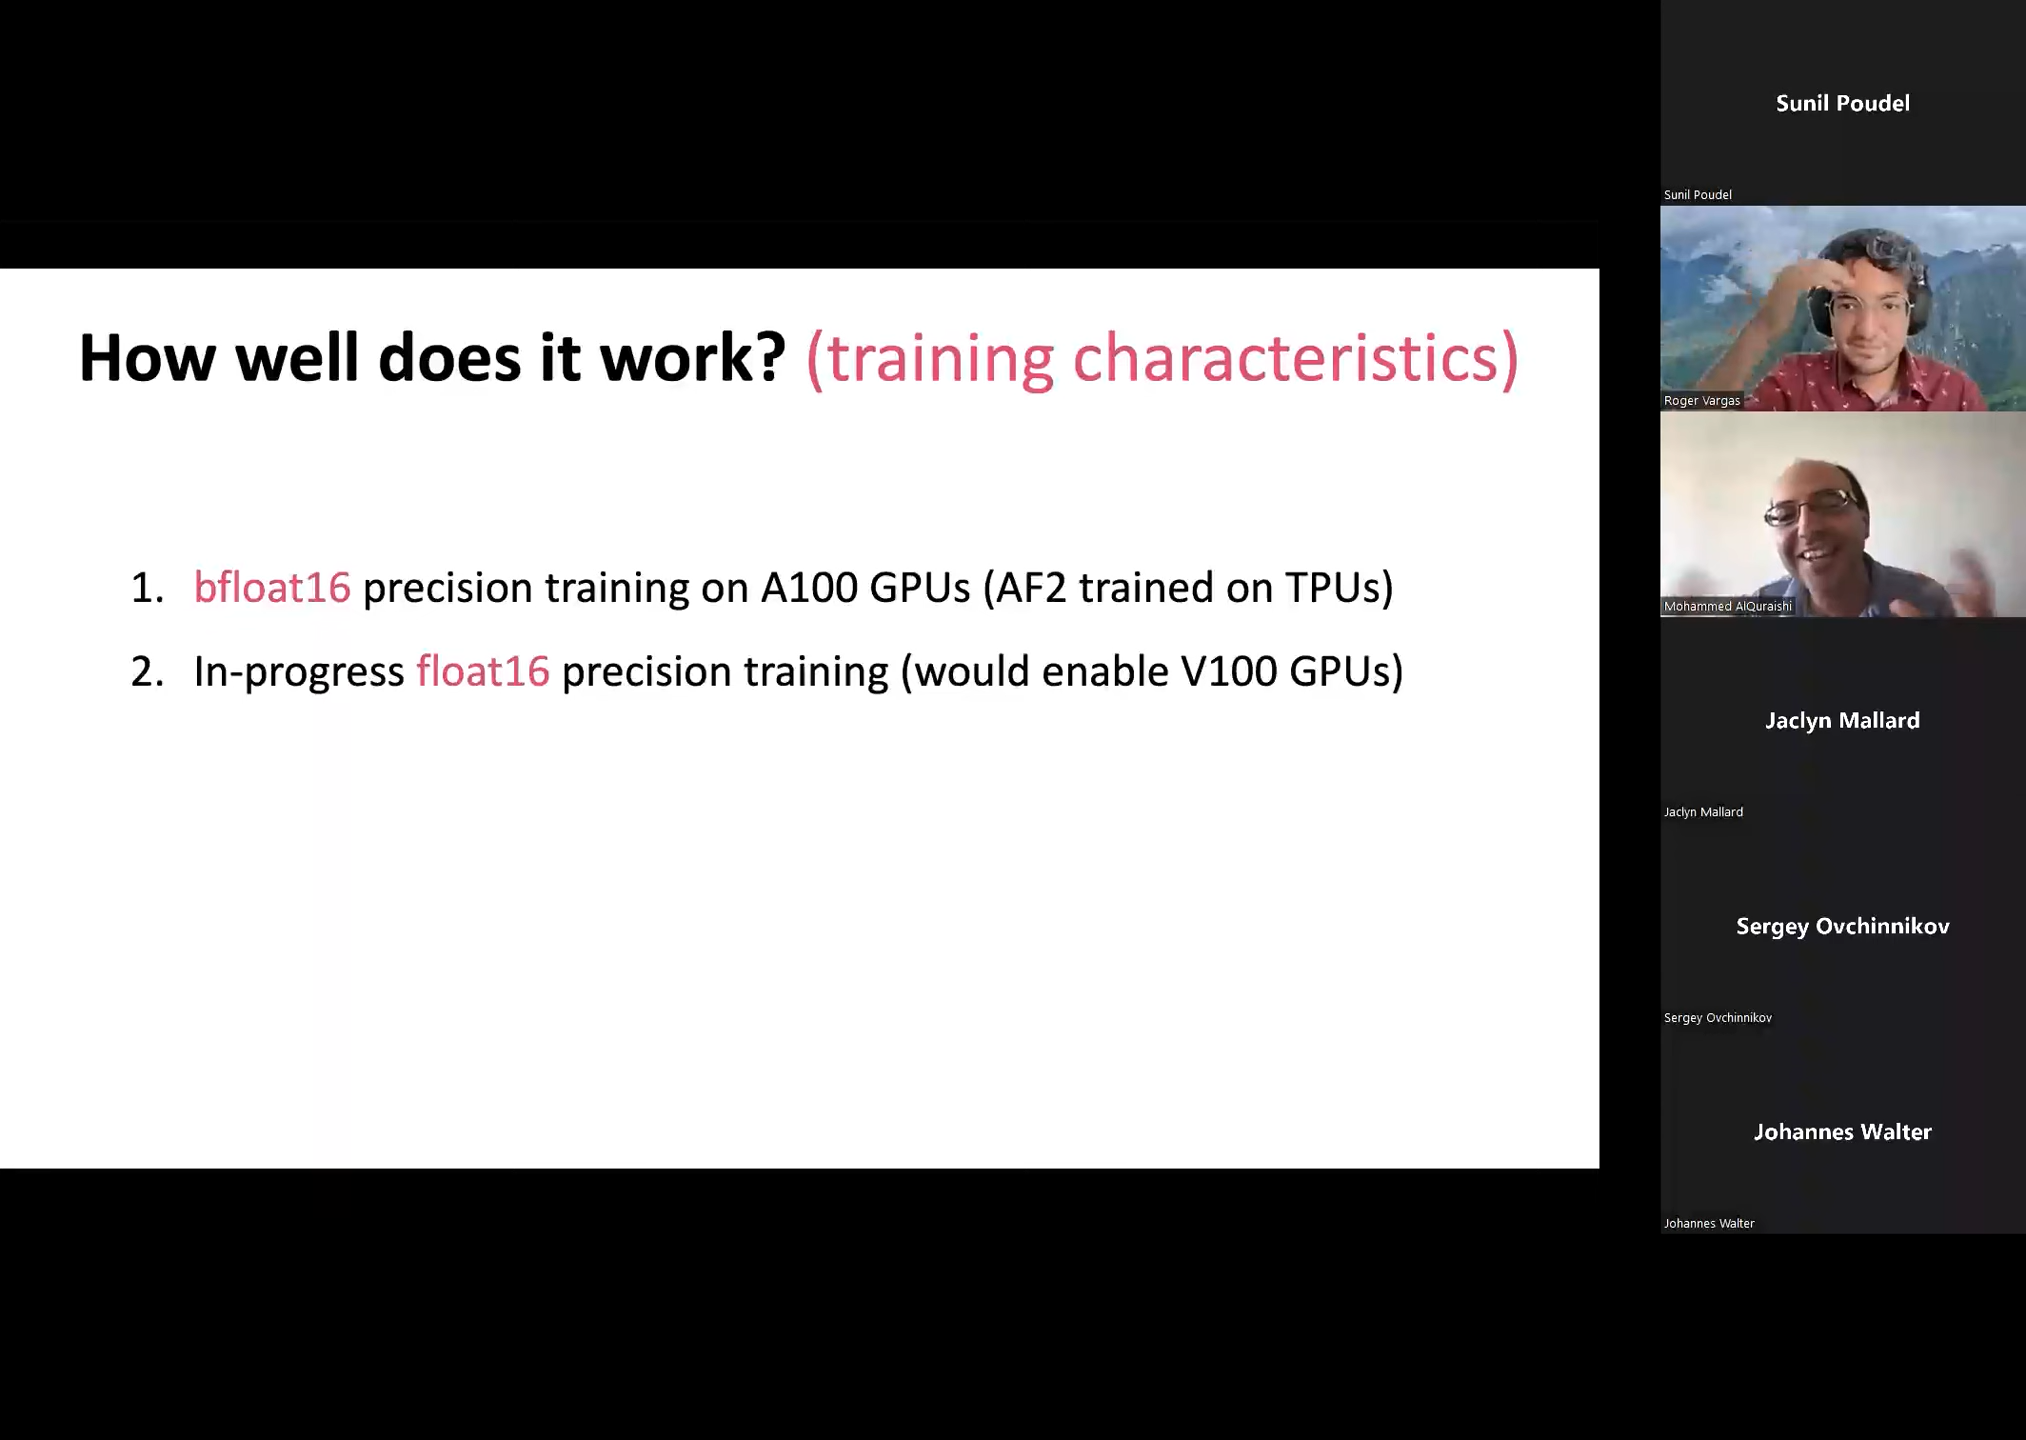 How well does it work? (training characteristics)
1. bfloat16 precision training on A100 GPUs (AF2 trained on TPUs)
2. In-progress float16 precision training (would enable V100 GPUs)
Sunil Poudel
Sunil Poudel
Roger Vargas
Mohammed AlQuraishi
Jaclyn Mallard
Jaclyn Mallard
Sergey Ovchinnikov
Sergey Ovchinnikov
Johannes Walter
Johannes Walter